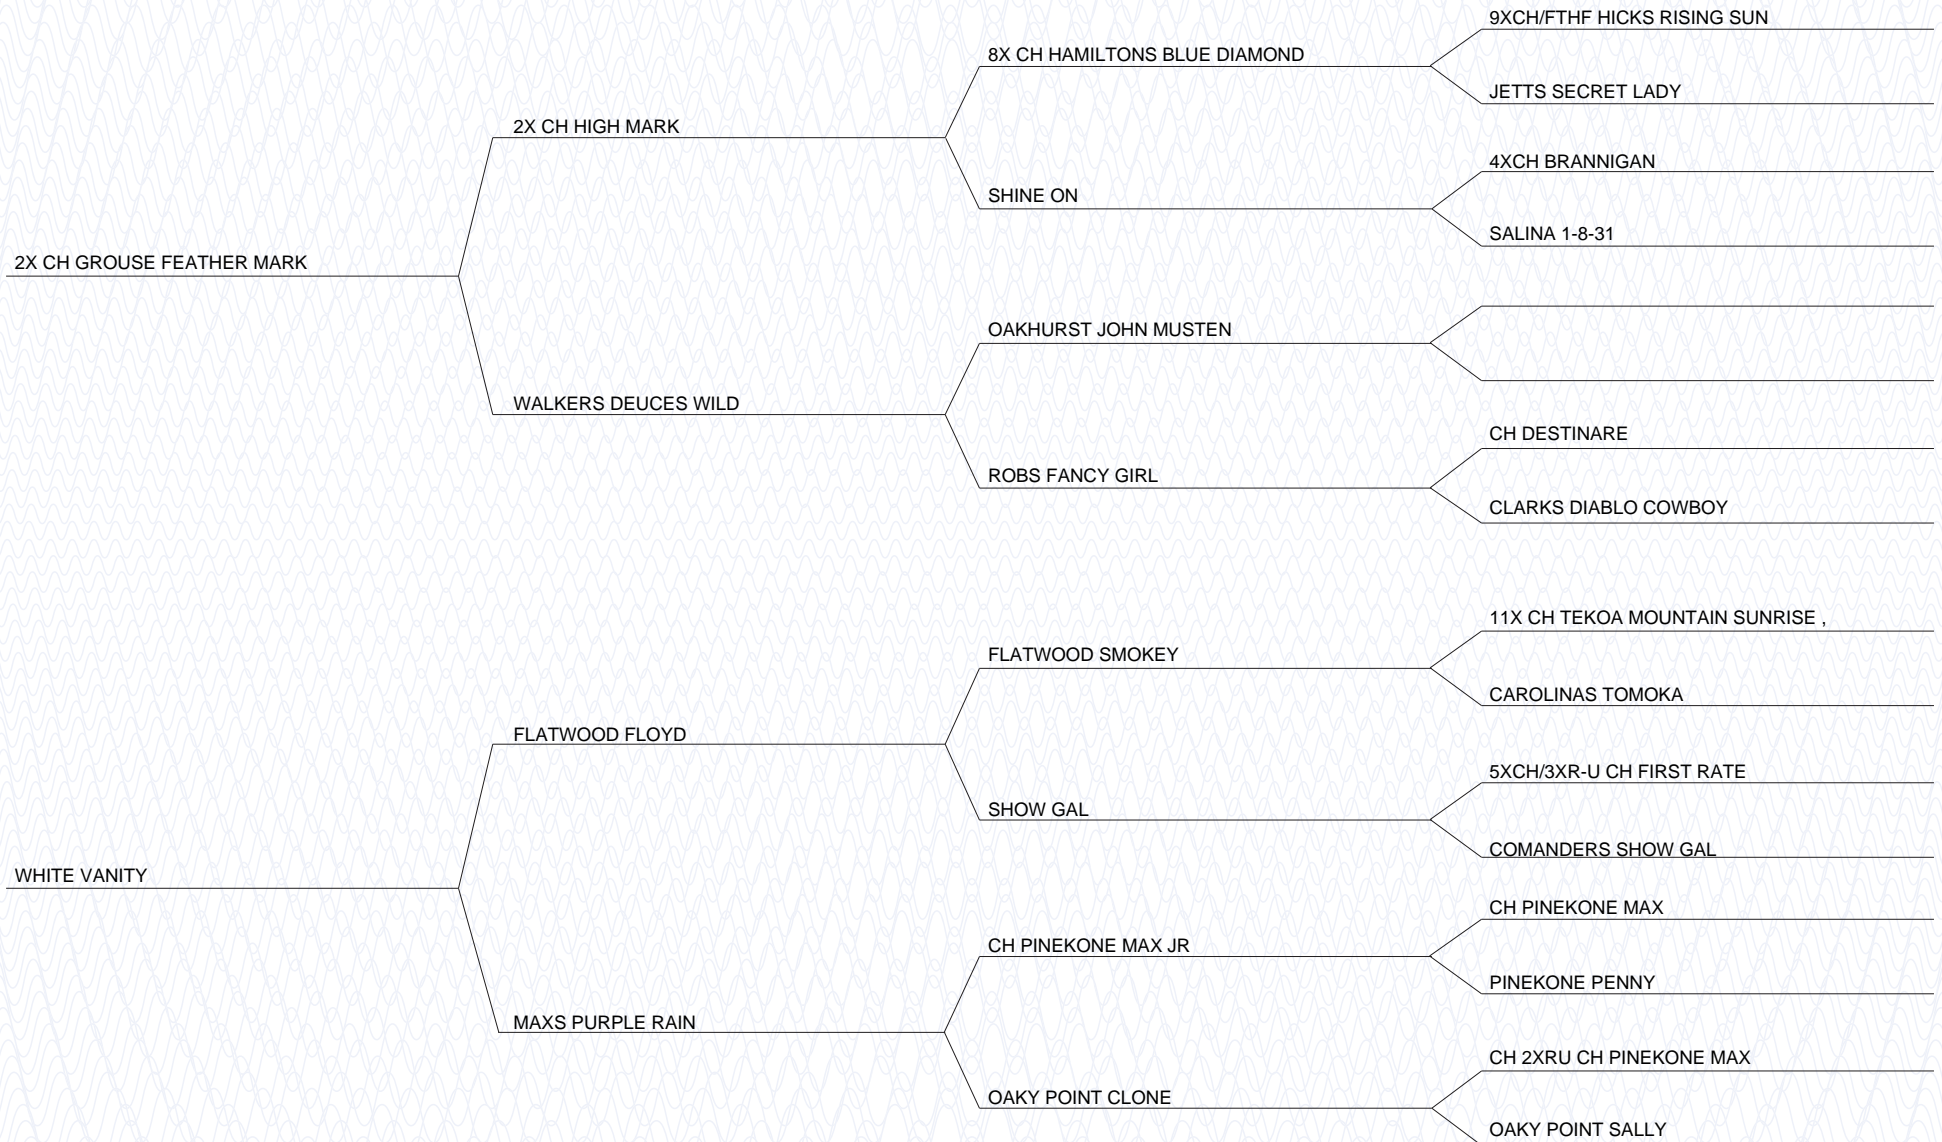 9XCH/FTHF HICKS RISING SUN
8X CH HAMILTONS BLUE DIAMOND
JETTS SECRET LADY
2X CH HIGH MARK
4XCH BRANNIGAN
SHINE ON
SALINA 1-8-31
2X CH GROUSE FEATHER MARK
OAKHURST JOHN MUSTEN
WALKERS DEUCES WILD
CH DESTINARE
ROBS FANCY GIRL
CLARKS DIABLO COWBOY
11X CH TEKOA MOUNTAIN SUNRISE ,
FLATWOOD SMOKEY
CAROLINAS TOMOKA
FLATWOOD FLOYD
5XCH/3XR-U CH FIRST RATE
SHOW GAL
COMANDERS SHOW GAL
WHITE VANITY
CH PINEKONE MAX
CH PINEKONE MAX JR
PINEKONE PENNY
MAXS PURPLE RAIN
CH 2XRU CH PINEKONE MAX
OAKY POINT CLONE
OAKY POINT SALLY